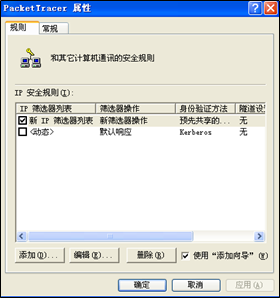 PacketTracer 属性
规则 常规
和其它计算机通讯的安全规则
IP 安全规则(I):
IP 筛选器列表 筛选器操作 身份验证方法 隧道设
新 IP 筛选器列表 新筛选器操作 预先共享的... 无
<动态> 默认响应 Kerberos 无
添加(D)... 编辑(E)... 删除(R) 使用“添加向导”(W)
确定 取消 应用(A)